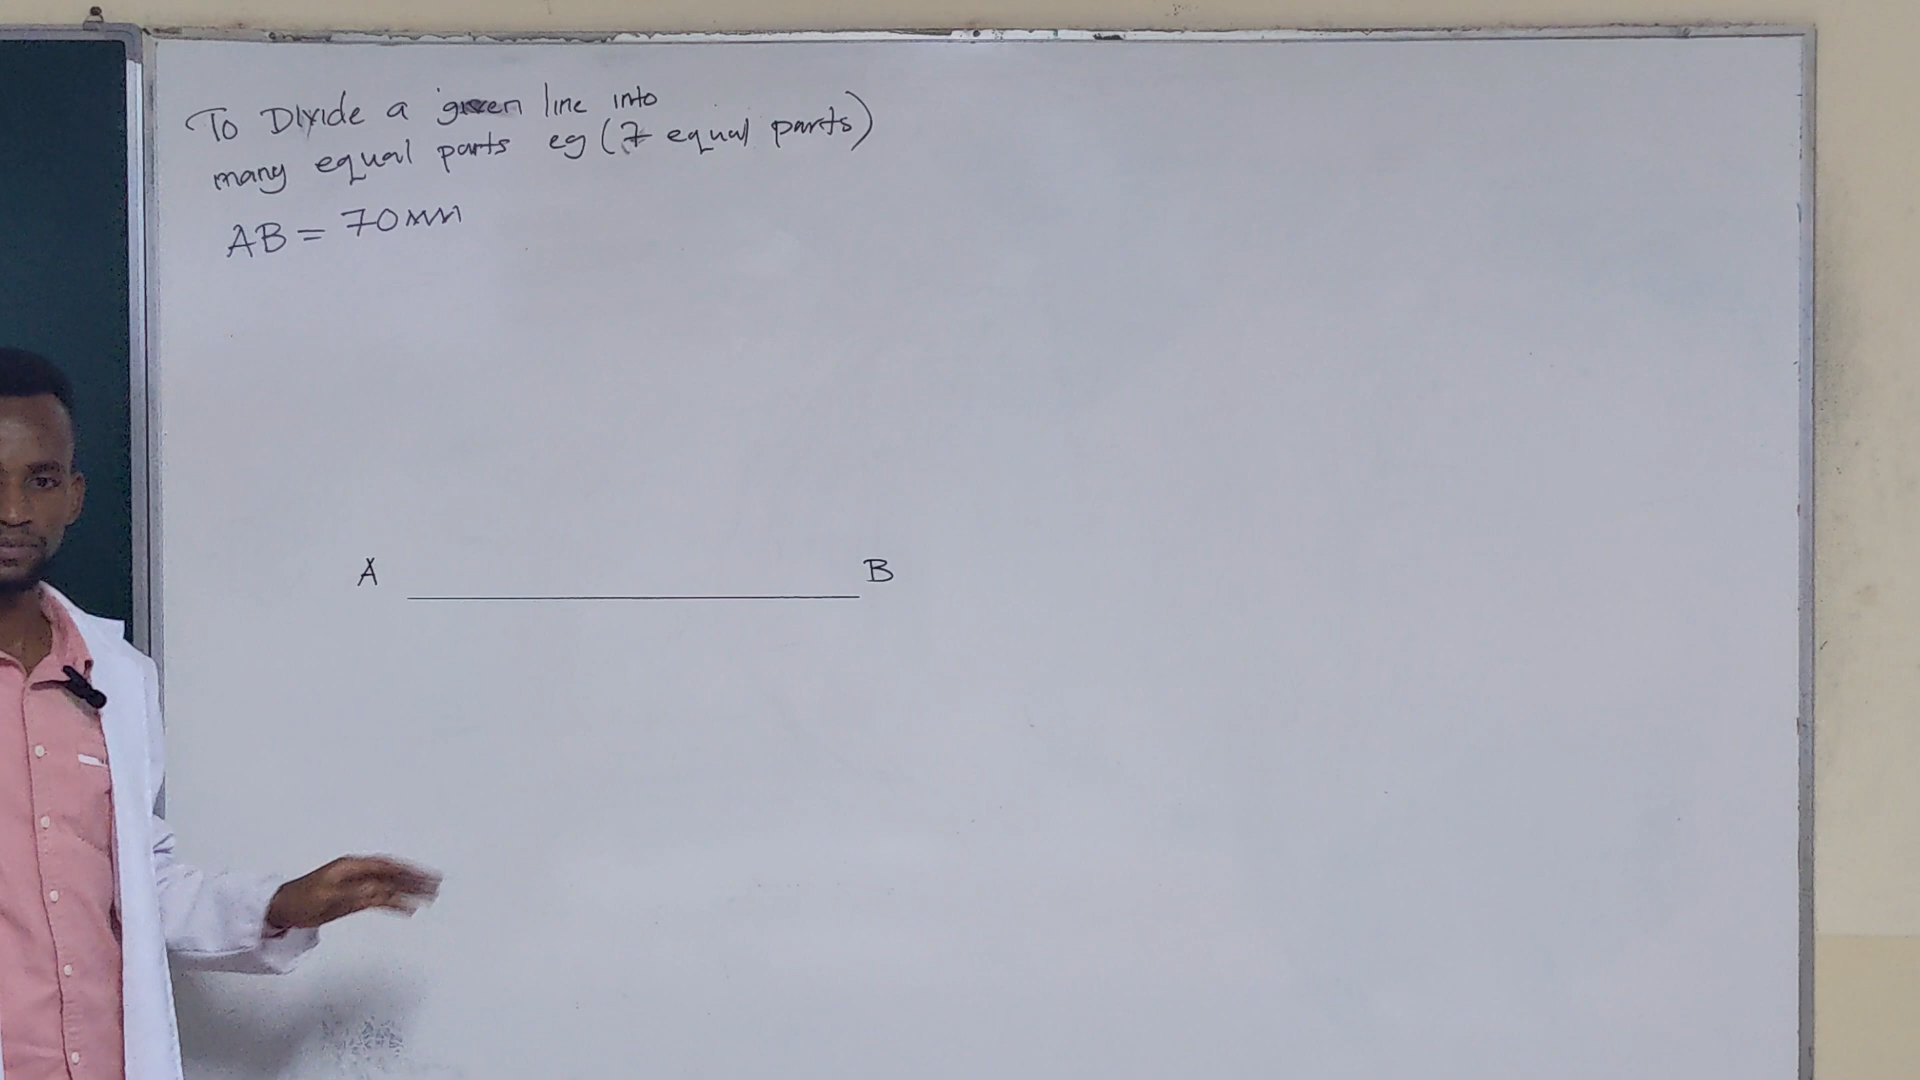 To Divide a given line into
many equal parts eg (7 equal parts)
AB = 70mm
A B